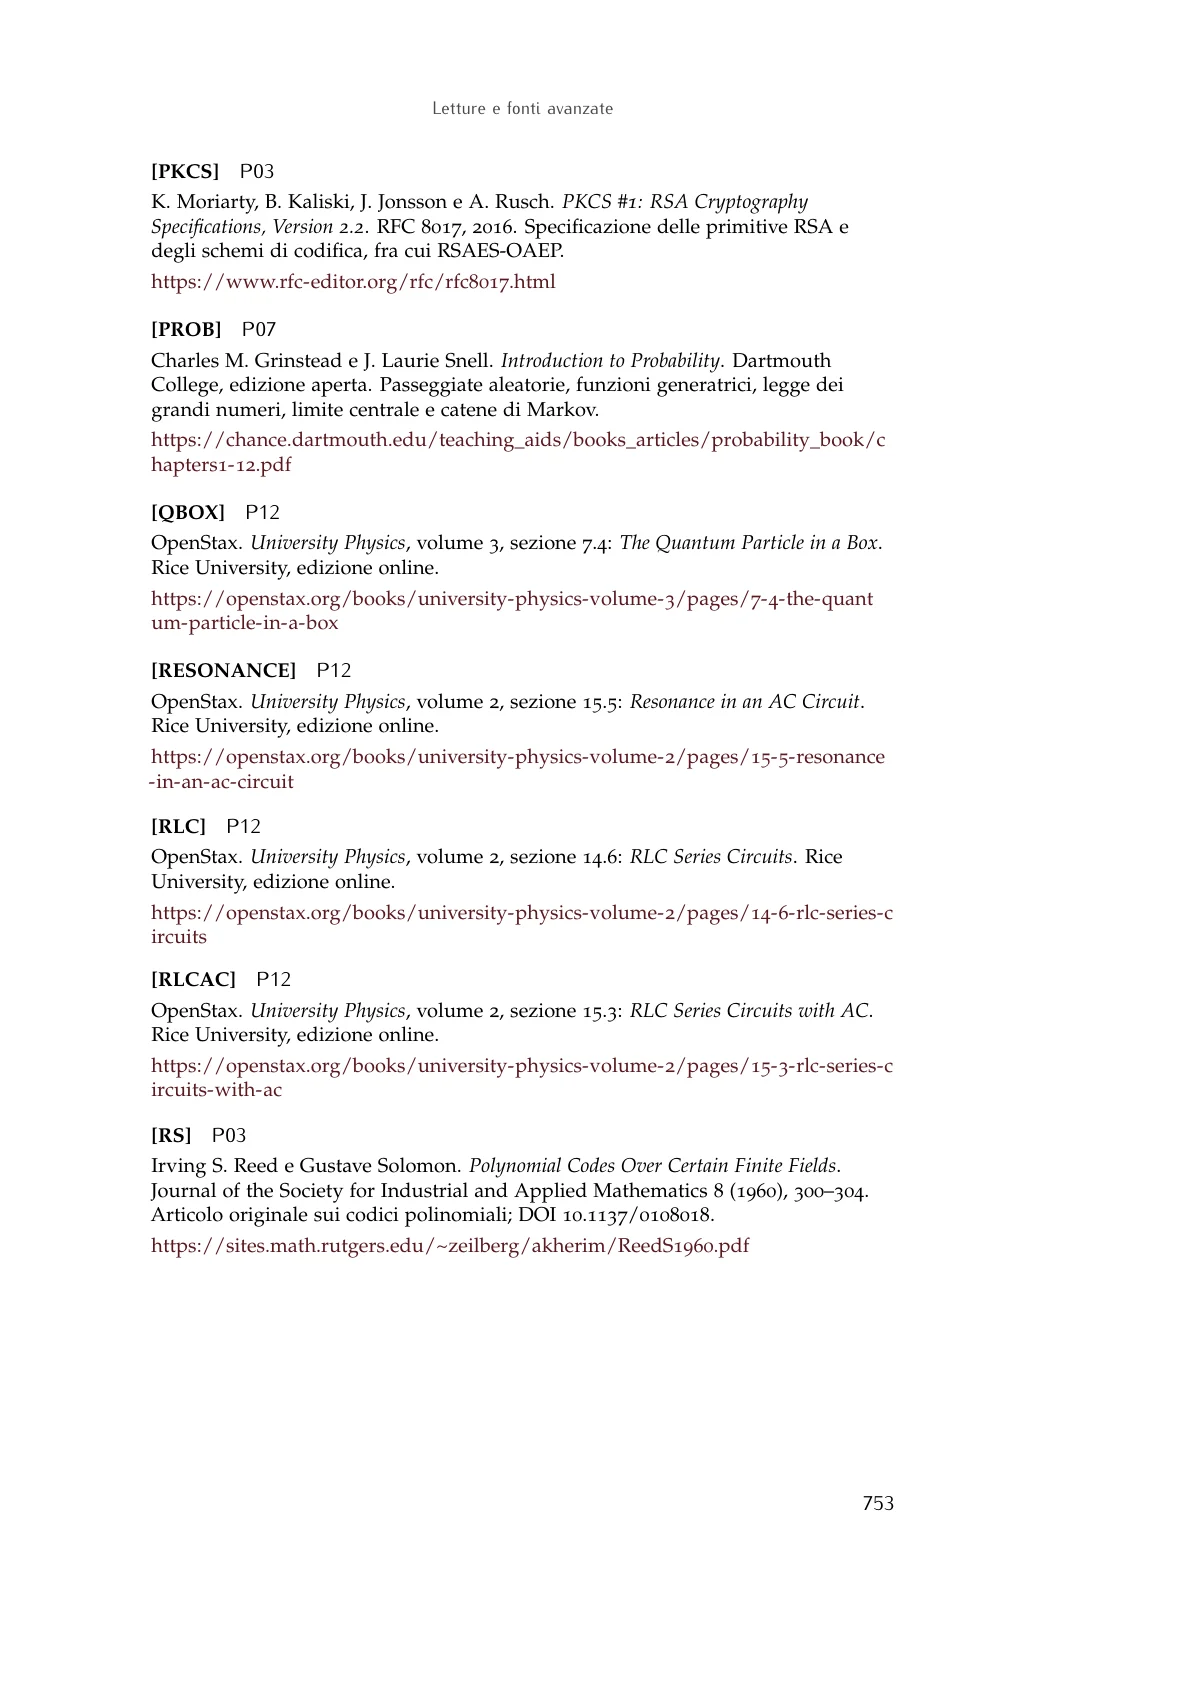 Letture e fonti avanzate
[PKCS] P03
K. Moriarty, B. Kaliski, J. Jonsson e A. Rusch. PKCS #1: RSA Cryptography
Specifications, Version 2.2. RFC 8017, 2016. Specificazione delle primitive RSA e
degli schemi di codifica, fra cui RSAES-OAEP.
https://www.rfc-editor.org/rfc/rfc8017.html
[PROB] P07
Charles M. Grinstead e J. Laurie Snell. Introduction to Probability. Dartmouth
College, edizione aperta. Passeggiate aleatorie, funzioni generatrici, legge dei
grandi numeri, limite centrale e catene di Markov.
https://chance.dartmouth.edu/teaching_aids/books_articles/probability_book/c
hapters1-12.pdf
[QBOX] P12
OpenStax. University Physics, volume 3, sezione 7.4: The Quantum Particle in a Box.
Rice University, edizione online.
https://openstax.org/books/university-physics-volume-3/pages/7-4-the-quant
um-particle-in-a-box
[RESONANCE] P12
OpenStax. University Physics, volume 2, sezione 15.5: Resonance in an AC Circuit.
Rice University, edizione online.
https://openstax.org/books/university-physics-volume-2/pages/15-5-resonance
-in-an-ac-circuit
[RLC] P12
OpenStax. University Physics, volume 2, sezione 14.6: RLC Series Circuits. Rice
University, edizione online.
https://openstax.org/books/university-physics-volume-2/pages/14-6-rlc-series-c
ircuits
[RLCAC] P12
OpenStax. University Physics, volume 2, sezione 15.3: RLC Series Circuits with AC.
Rice University, edizione online.
https://openstax.org/books/university-physics-volume-2/pages/15-3-rlc-series-c
ircuits-with-ac
[RS] P03
Irving S. Reed e Gustave Solomon. Polynomial Codes Over Certain Finite Fields.
Journal of the Society for Industrial and Applied Mathematics 8 (1960), 300–304.
Articolo originale sui codici polinomiali; DOI 10.1137/0108018.
https://sites.math.rutgers.edu/~zeilberg/akherim/ReedS1960.pdf
753